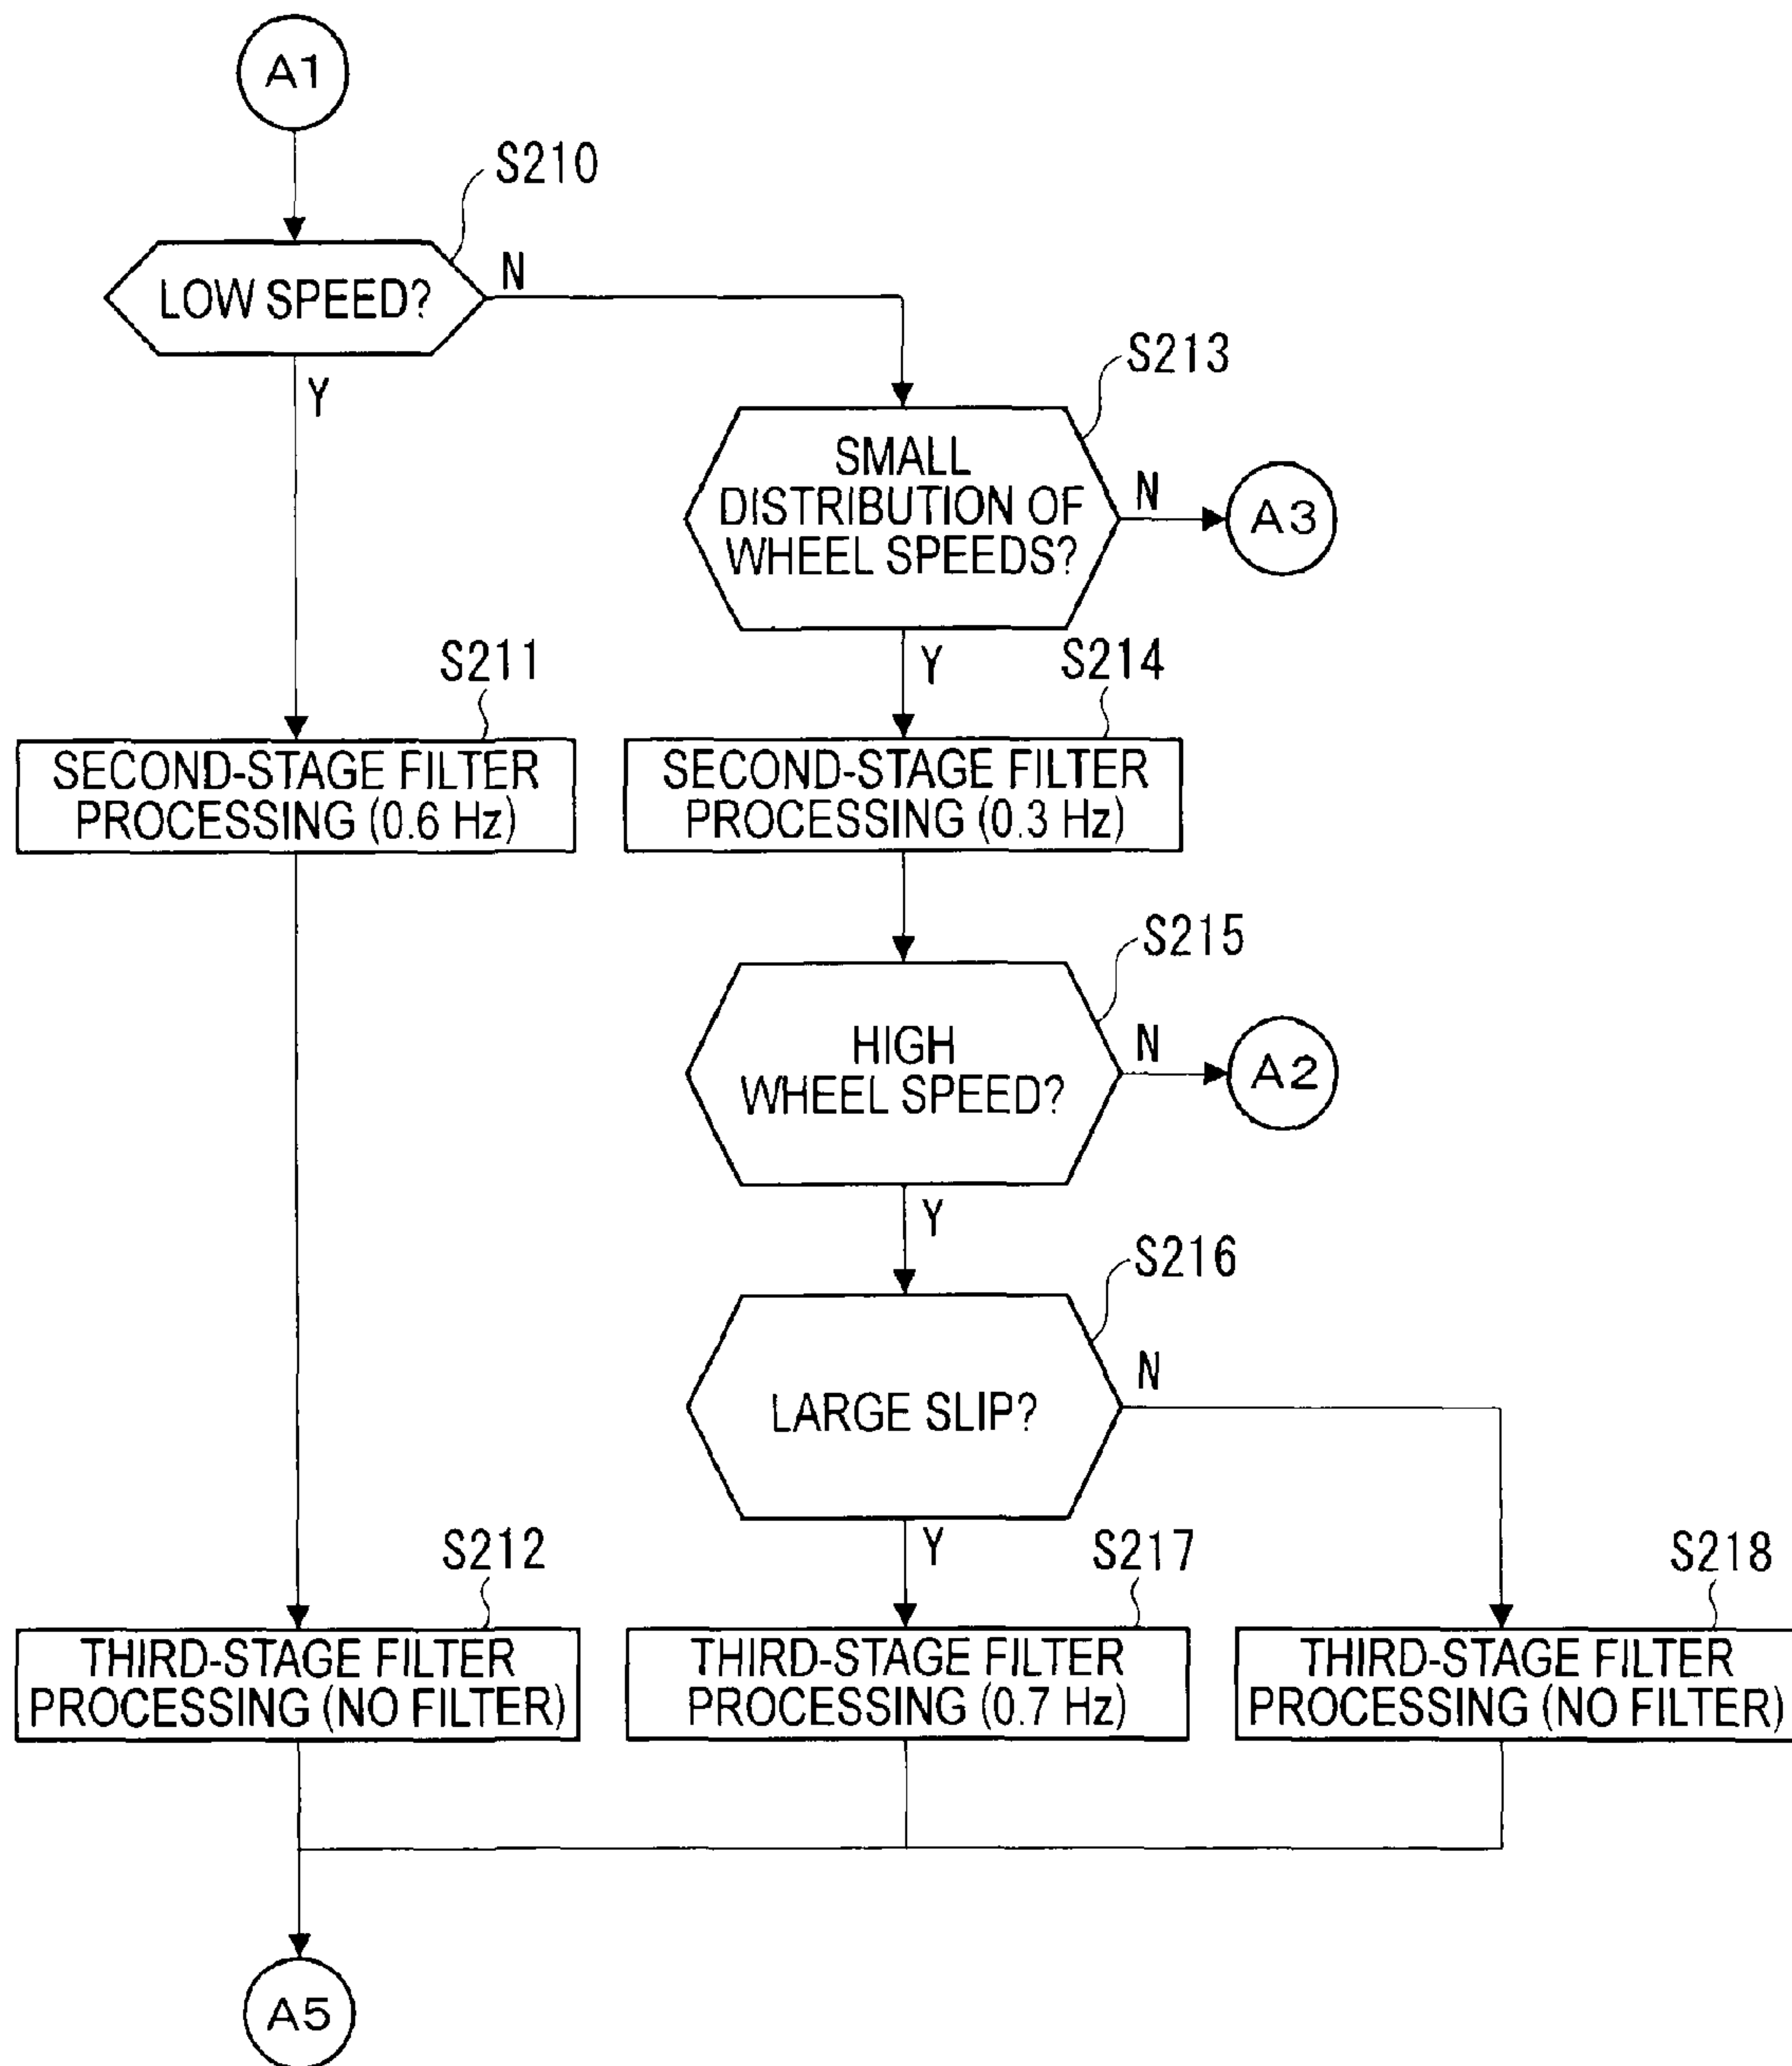 A1
S210
LOW SPEED?
N
Y
S213
SMALL
DISTRIBUTION OF
WHEEL SPEEDS?
N
A3
Y
S211
SECOND-STAGE FILTER
PROCESSING (0.6 Hz)
S214
SECOND-STAGE FILTER
PROCESSING (0.3 Hz)
S215
HIGH
WHEEL SPEED?
N
A2
Y
S216
LARGE SLIP?
N
Y
S212
THIRD-STAGE FILTER
PROCESSING (NO FILTER)
S217
THIRD-STAGE FILTER
PROCESSING (0.7 Hz)
S218
THIRD-STAGE FILTER
PROCESSING (NO FILTER)
A5